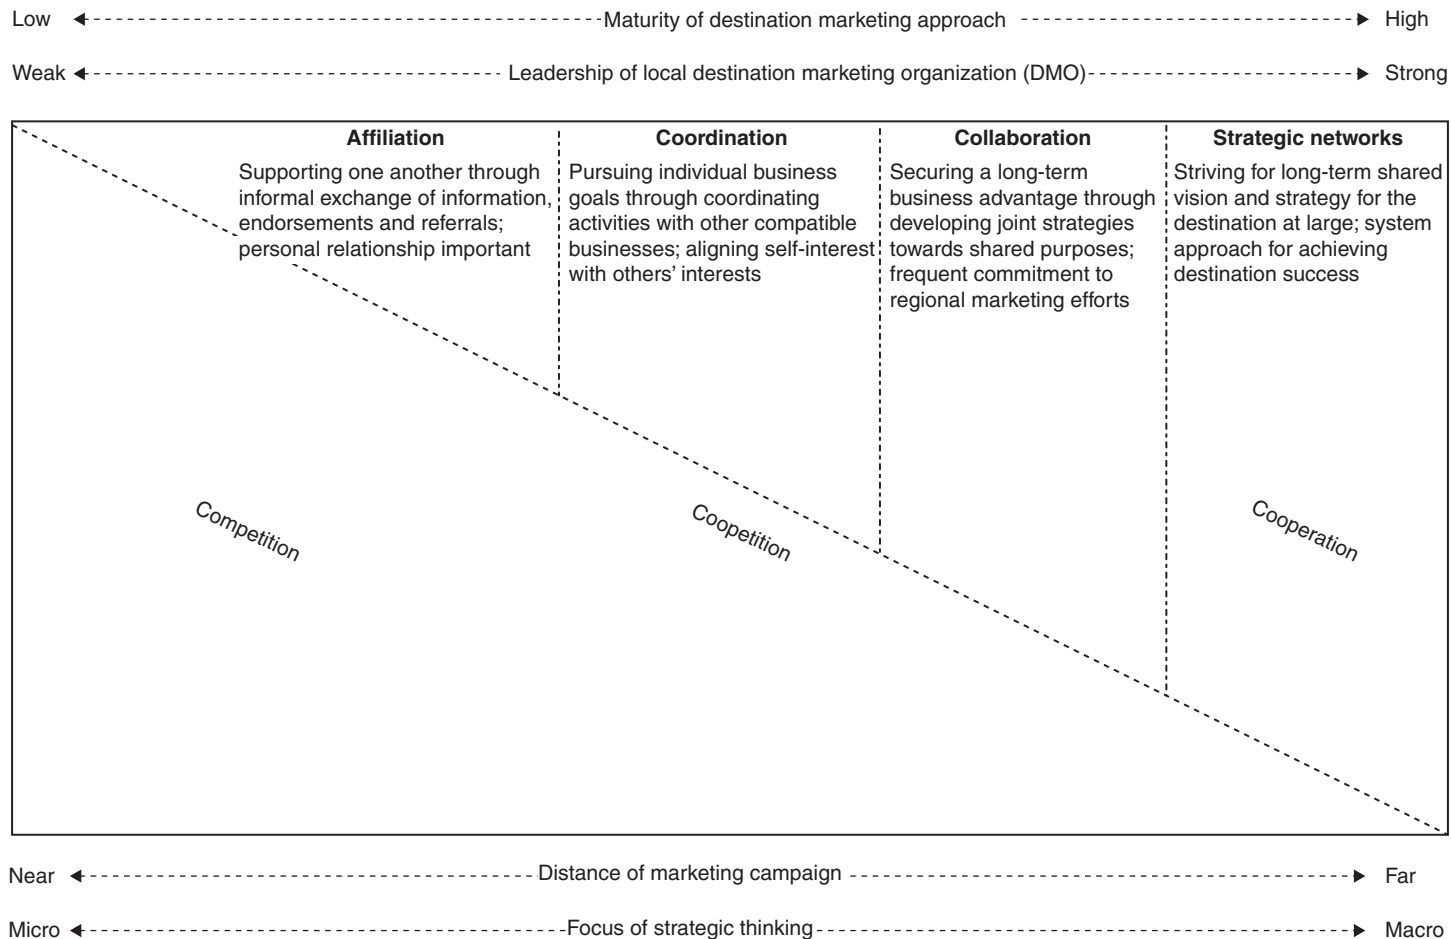 Low Maturity of destination marketing approach High
Weak Leadership of local destination marketing organization (DMO) Strong
Affiliation
Supporting one another through
informal exchange of information,
endorsements and referrals;
personal relationship important
Coordination
Pursuing individual business
goals through coordinating
activities with other compatible
businesses; aligning self-interest
with others’ interests
Collaboration
Securing a long-term
business advantage through
developing joint strategies
towards shared purposes;
frequent commitment to
regional marketing efforts
Strategic networks
Striving for long-term shared
vision and strategy for the
destination at large; system
approach for achieving
destination success
Competition
Coopetition
Cooperation
Near Distance of marketing campaign Far
Micro Focus of strategic thinking Macro